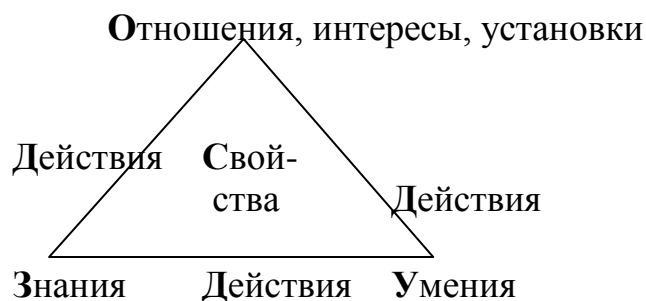 Отношения, интересы, установки
Действия Свой-
ства
Действия
Знания Действия Умения